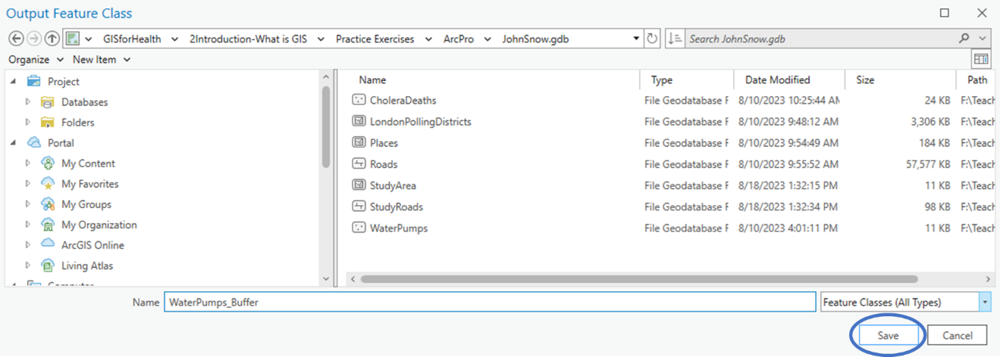 Output Feature Class
GISforHealth 2Introduction-What is GIS Practice Exercises ArcPro JohnSnow.gdb Search JohnSnow.gdb
Organize New Item
Project
Databases
Folders
Portal
My Content
My Favorites
My Groups
My Organization
ArcGIS Online
Living Atlas
Name Type Date Modified Size Path
CholeraDeaths File Geodatabase F 8/10/2023 10:25:44 AM 24 KB F:\Teach
LondonPollingDistricts File Geodatabase F 8/10/2023 9:48:12 AM 3,306 KB F:\Teach
Places File Geodatabase F 8/10/2023 9:54:49 AM 184 KB F:\Teach
Roads File Geodatabase F 8/10/2023 9:55:52 AM 57,577 KB F:\Teach
StudyArea File Geodatabase F 8/18/2023 1:32:15 PM 11 KB F:\Teach
StudyRoads File Geodatabase F 8/18/2023 1:32:34 PM 98 KB F:\Teach
WaterPumps File Geodatabase F 8/10/2023 4:01:11 PM 11 KB F:\Teach
Name WaterPumps_Buffer Feature Classes (All Types)
Save Cancel